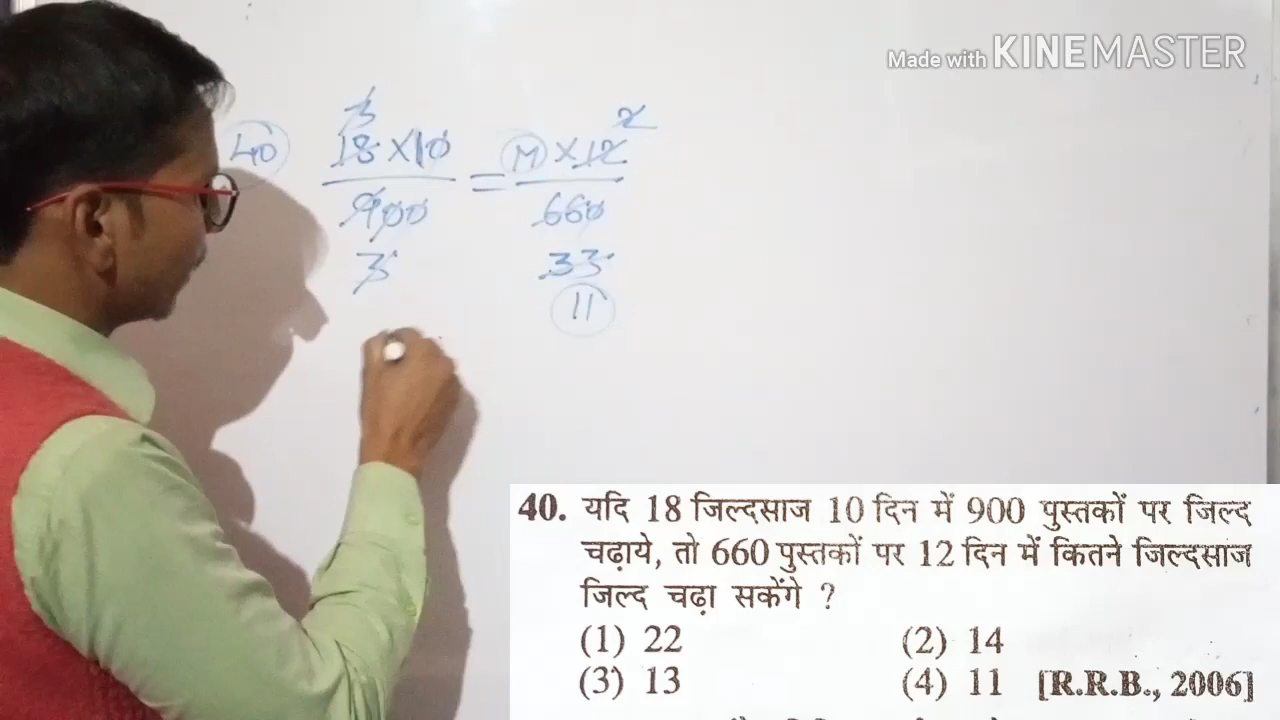 Made with KINEMASTER
3 2
40 18 × 10 = M × 12
900 660
3 33
11
40. यदि 18 जिल्दसाज 10 दिन में 900 पुस्तकों पर जिल्द
चढ़ाये, तो 660 पुस्तकों पर 12 दिन में कितने जिल्दसाज
जिल्द चढ़ा सकेंगे ?
(1) 22 (2) 14
(3) 13 (4) 11 [R.R.B., 2006]